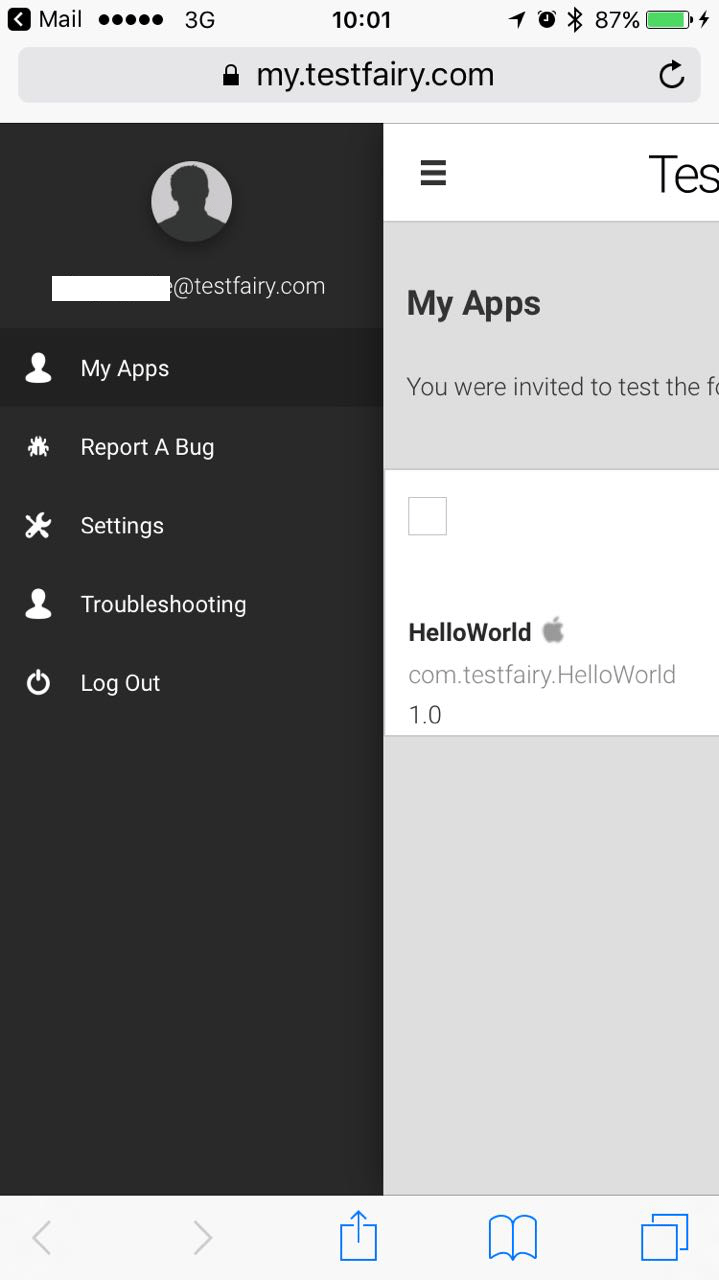 Mail 3G 10:01 87%
my.testfairy.com
@testfairy.com
My Apps
Report A Bug
Settings
Troubleshooting
Log Out
Tes
My Apps
You were invited to test the fo
HelloWorld
com.testfairy.HelloWorld
1.0